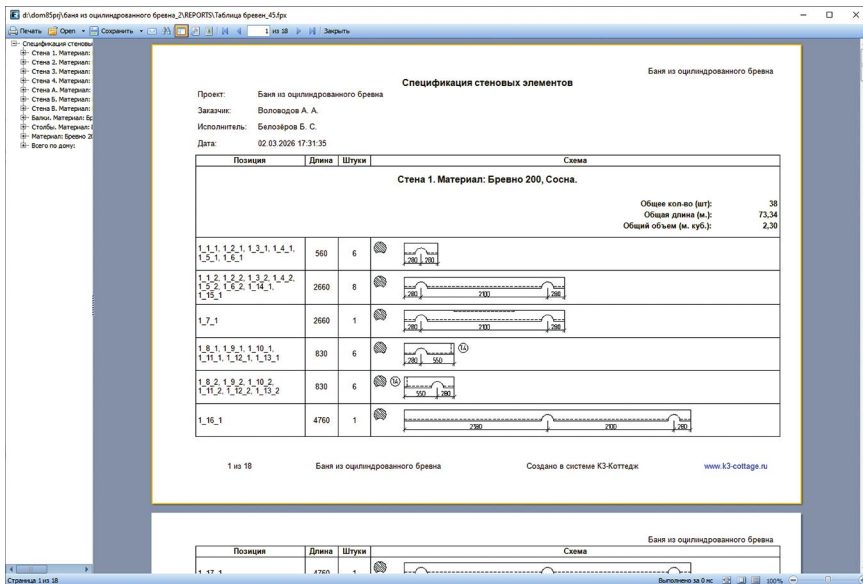 d:\dom85prj\баня из оцилиндрованного бревна_2\REPORTS\Таблица бревен_45.fpx
Печать Open Сохранить 1 из 18 Закрыть
Спецификация стеновы
Стена 1. Материал:
Стена 2. Материал:
Стена 3. Материал:
Стена 4. Материал:
Стена А. Материал:
Стена Б. Материал:
Стена В. Материал:
Балки. Материал: Бр
Столбы. Материал:
Материал: Бревно 20
Всего по дому:
Баня из оцилиндрованного бревна
Спецификация стеновых элементов
Проект: Баня из оцилиндрованного бревна
Заказчик: Воловодов А. А.
Исполнитель: Белозёров Б. С.
Дата: 02.03.2026 17:31:35
Позиция Длина Штуки Схема
Стена 1. Материал: Бревно 200, Сосна.
Общее кол-во (шт): 38
Общая длина (м.): 73,34
Общий объем (м. куб.): 2,30
1_1_1, 1_2_1, 1_3_1, 1_4_1,
1_5_1, 1_6_1
560 6
280 280
1_1_2, 1_2_2, 1_3_2, 1_4_2,
1_5_2, 1_6_2, 1_14_1,
1_15_1
2660 8
280 2100 280
1_7_1 2660 1
280 2100 280
1_8_1, 1_9_1, 1_10_1,
1_11_1, 1_12_1, 1_13_1
830 6
1А
280 550
1_8_2, 1_9_2, 1_10_2,
1_11_2, 1_12_2, 1_13_2
830 6
1А
550 280
1_16_1 4760 1
2380 2100 280
1 из 18 Баня из оцилиндрованного бревна Создано в системе К3-Коттедж www.k3-cottage.ru
Баня из оцилиндрованного бревна
Позиция Длина Штуки Схема
1_17_1 4760 1
Страница 1 из 18 Выполнено за 0 мс 100%